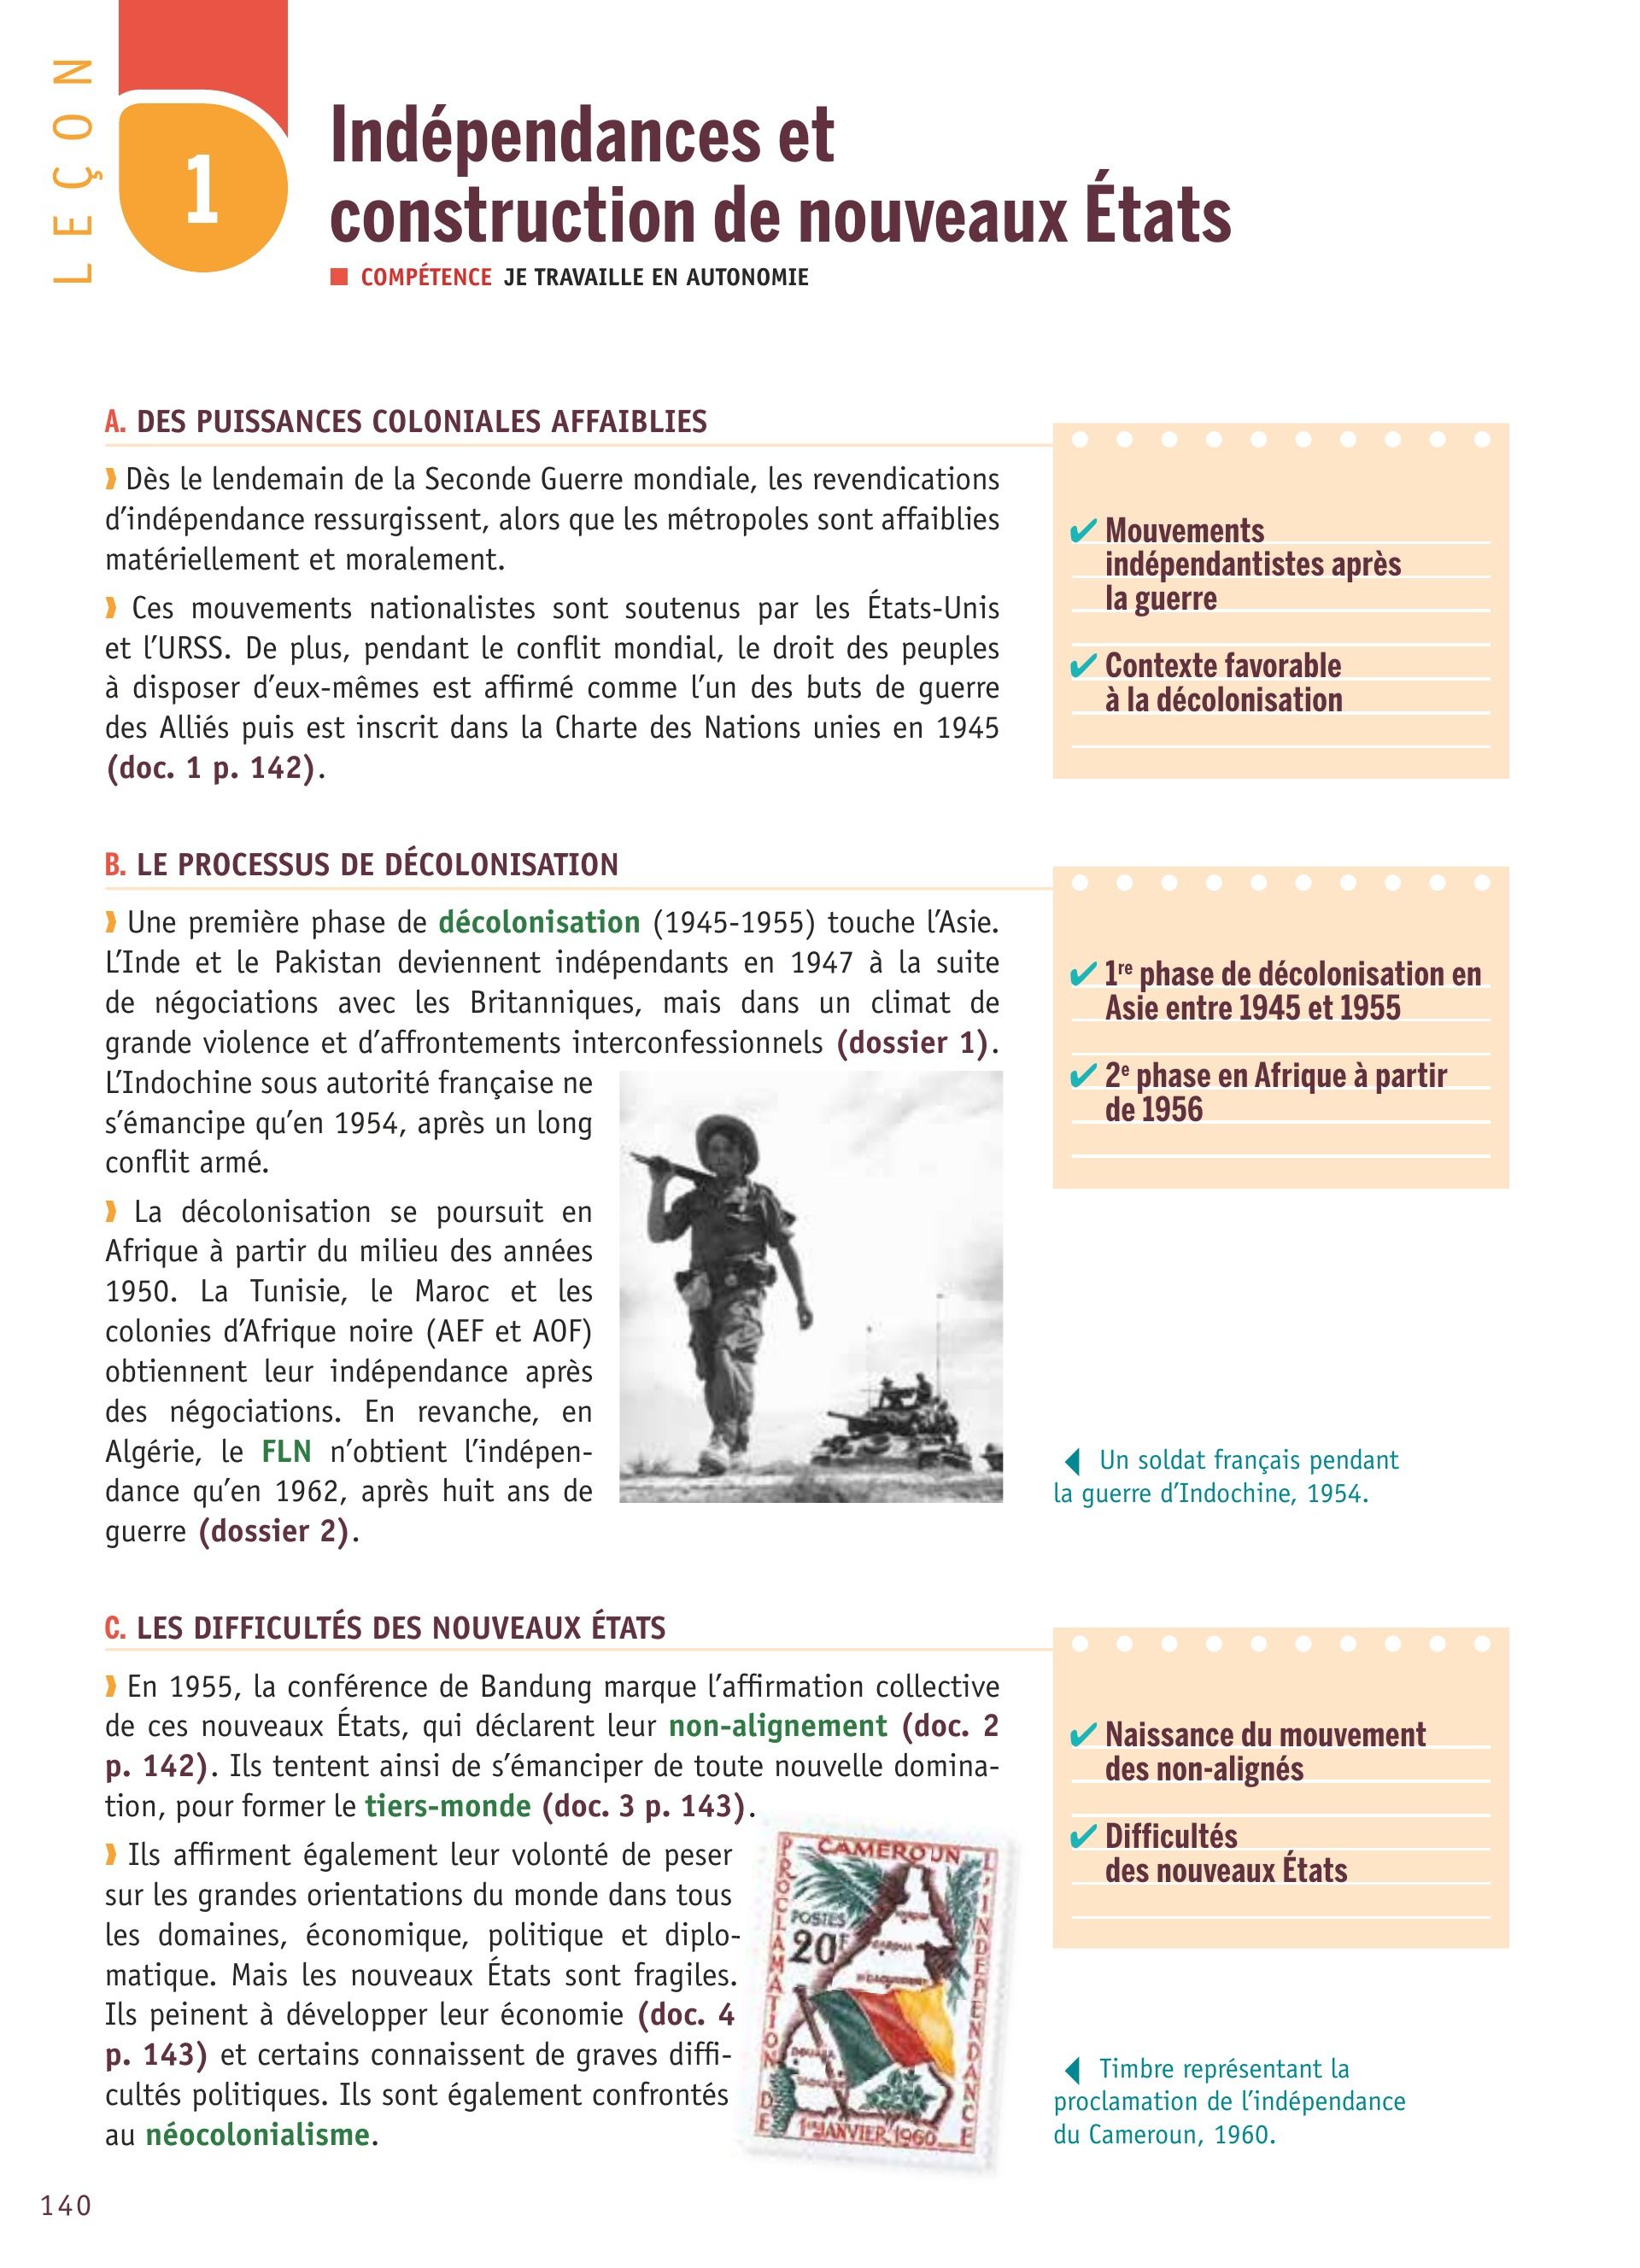 LEÇON
1
Indépendances et
construction de nouveaux États
COMPÉTENCE JE TRAVAILLE EN AUTONOMIE
A. DES PUISSANCES COLONIALES AFFAIBLIES
Dès le lendemain de la Seconde Guerre mondiale, les revendications
d'indépendance ressurgissent, alors que les métropoles sont affaiblies
matériellement et moralement.
Ces mouvements nationalistes sont soutenus par les États-Unis
et l'URSS. De plus, pendant le conflit mondial, le droit des peuples
à disposer d'eux-mêmes est affirmé comme l'un des buts de guerre
des Alliés puis est inscrit dans la Charte des Nations unies en 1945
(doc. 1 p. 142).
✔ Mouvements
indépendantistes après
la guerre
✔ Contexte favorable
à la décolonisation
B. LE PROCESSUS DE DÉCOLONISATION
Une première phase de décolonisation (1945-1955) touche l'Asie.
L'Inde et le Pakistan deviennent indépendants en 1947 à la suite
de négociations avec les Britanniques, mais dans un climat de
grande violence et d'affrontements interconfessionnels (dossier 1).
L'Indochine sous autorité française ne
s'émancipe qu'en 1954, après un long
conflit armé.
La décolonisation se poursuit en
Afrique à partir du milieu des années
1950. La Tunisie, le Maroc et les
colonies d'Afrique noire (AEF et AOF)
obtiennent leur indépendance après
des négociations. En revanche, en
Algérie, le FLN n'obtient l'indépen-
dance qu'en 1962, après huit ans de
guerre (dossier 2).
✔ 1re phase de décolonisation en
Asie entre 1945 et 1955
✔ 2e phase en Afrique à partir
de 1956
◀ Un soldat français pendant
la guerre d'Indochine, 1954.
C. LES DIFFICULTÉS DES NOUVEAUX ÉTATS
En 1955, la conférence de Bandung marque l'affirmation collective
de ces nouveaux États, qui déclarent leur non-alignement (doc. 2
p. 142). Ils tentent ainsi de s'émanciper de toute nouvelle domina-
tion, pour former le tiers-monde (doc. 3 p. 143).
Ils affirment également leur volonté de peser
sur les grandes orientations du monde dans tous
les domaines, économique, politique et diplo-
matique. Mais les nouveaux États sont fragiles.
Ils peinent à développer leur économie (doc. 4
p. 143) et certains connaissent de graves diffi-
cultés politiques. Ils sont également confrontés
au néocolonialisme.
CAMEROUN
PROCLAMATION DE
L'INDEPENDANCE
POSTES
20F
GAROUA
DOUALA
1er JANVIER 1960
✔ Naissance du mouvement
des non-alignés
✔ Difficultés
des nouveaux États
◀ Timbre représentant la
proclamation de l'indépendance
du Cameroun, 1960.
140